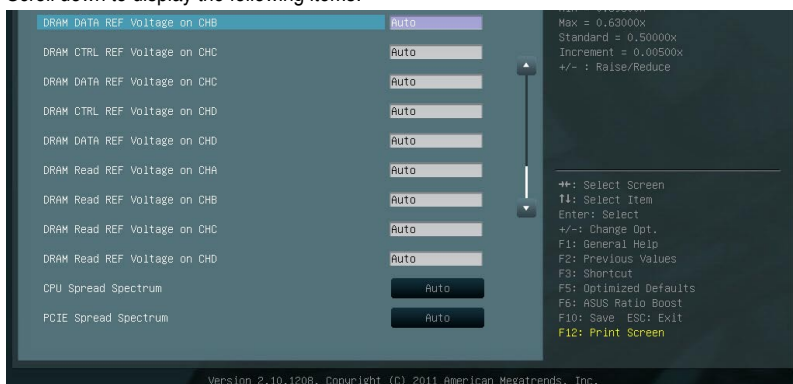 Scroll down to display the following items:
DRAM DATA REF Voltage on CHB Auto
DRAM CTRL REF Voltage on CHC Auto
DRAM DATA REF Voltage on CHC Auto
DRAM CTRL REF Voltage on CHD Auto
DRAM DATA REF Voltage on CHD Auto
DRAM Read REF Voltage on CHA Auto
DRAM Read REF Voltage on CHB Auto
DRAM Read REF Voltage on CHC Auto
DRAM Read REF Voltage on CHD Auto
CPU Spread Spectrum Auto
PCIE Spread Spectrum Auto
Max = 0.63000x
Standard = 0.50000x
Increment = 0.00500x
+/- : Raise/Reduce
→←: Select Screen
↑↓: Select Item
Enter: Select
+/-: Change Opt.
F1: General Help
F2: Previous Values
F3: Shortcut
F5: Optimized Defaults
F6: ASUS Ratio Boost
F10: Save ESC: Exit
F12: Print Screen
Version 2.10.1208. Copyright (C) 2011 American Megatrends, Inc.